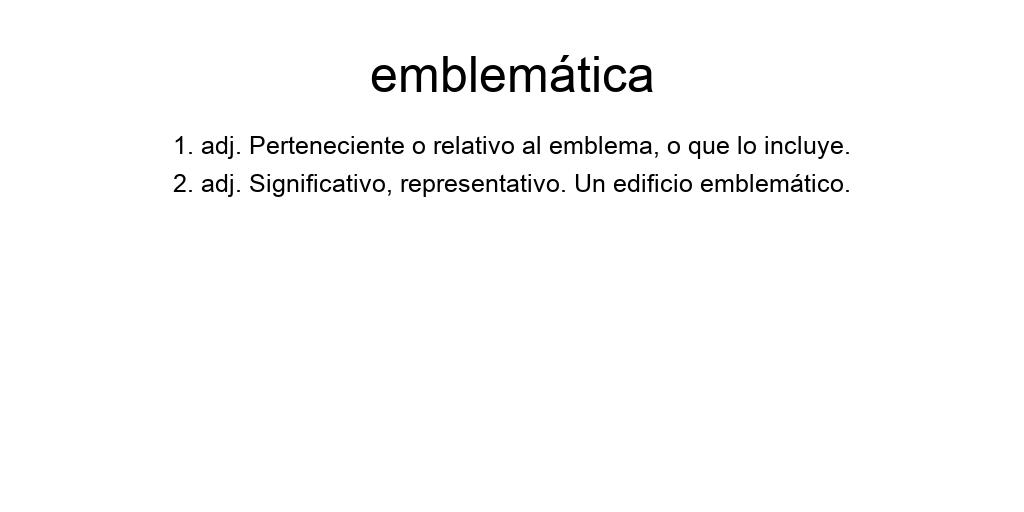 emblemática
1. adj. Perteneciente o relativo al emblema, o que lo incluye.
2. adj. Significativo, representativo. Un edificio emblemático.